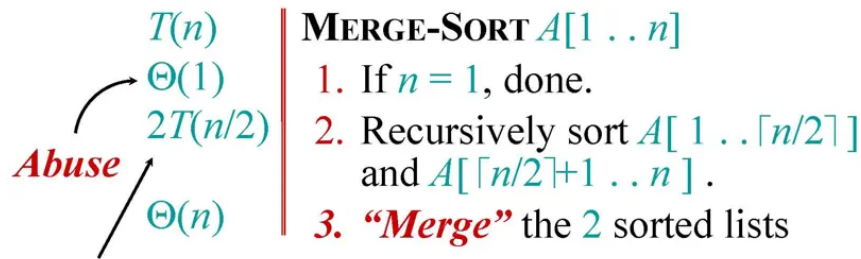 T(n)
Θ(1)
2T(n/2)
Abuse
Θ(n)
MERGE-SORT A[1 . . n]
1. If n = 1, done.
2. Recursively sort A[ 1 . . ⌈n/2⌉ ]
and A[ ⌈n/2⌉+1 . . n ] .
3. “Merge” the 2 sorted lists